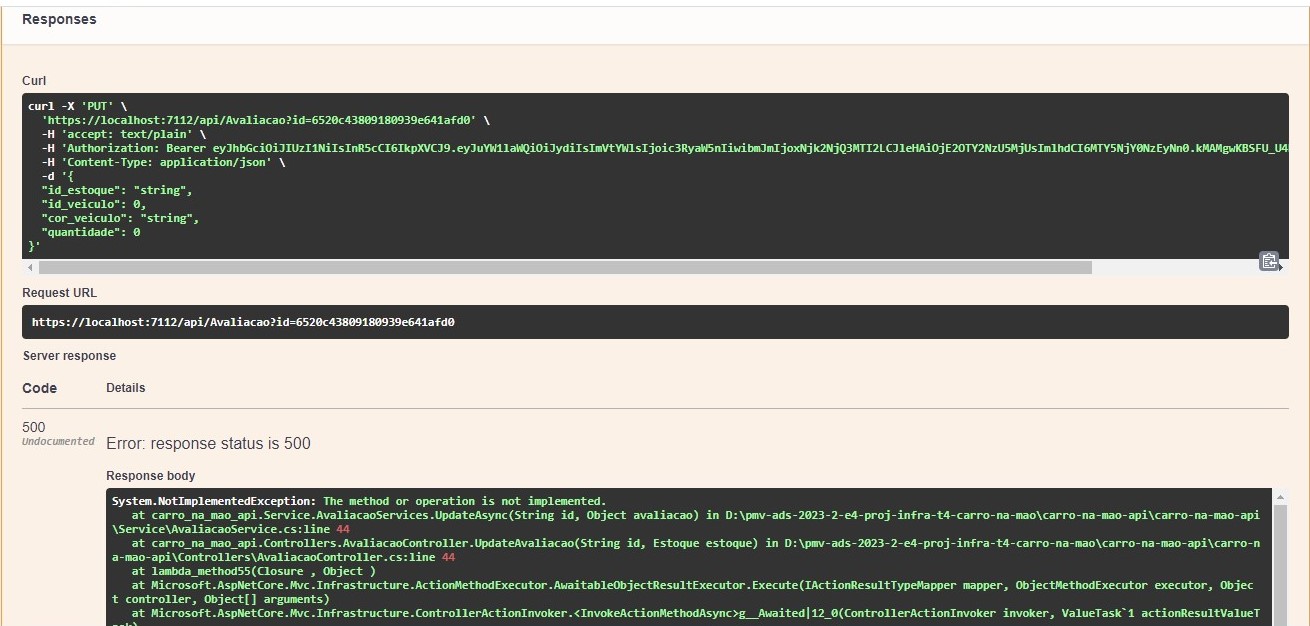 Responses
Curl
curl -X 'PUT' \
'https://localhost:7112/api/Avaliacao?id=6520c43809180939e641afd0' \
-H 'accept: text/plain' \
-H 'Authorization: Bearer eyJhbGciOiJIUzI1NiIsInR5cCI6IkpXVCJ9.eyJuYW1laWQiOiJydiIsImVtYWlsIjoic3RyaW5nIiwibmJmIjoxNjk2NjQ3MTI2LCJleHAiOjE2OTY2NzU5MjUsImlhdCI6MTY5NjY0NzEyNn0.kMAMgwKBSFU_U4
-H 'Content-Type: application/json' \
-d '{
"id_estoque": "string",
"id_veiculo": 0,
"cor_veiculo": "string",
"quantidade": 0
}'
Request URL
https://localhost:7112/api/Avaliacao?id=6520c43809180939e641afd0
Server response
Code Details
500
Undocumented
Error: response status is 500
Response body
System.NotImplementedException: The method or operation is not implemented.
at carro_na_mao_api.Service.AvaliacaoServices.UpdateAsync(String id, Object avaliacao) in D:\pmv-ads-2023-2-e4-proj-infra-t4-carro-na-mao\carro-na-mao-api\carro-na-mao-api
\Service\AvaliacaoService.cs:line 44
at carro_na_mao_api.Controllers.AvaliacaoController.UpdateAvaliacao(String id, Estoque estoque) in D:\pmv-ads-2023-2-e4-proj-infra-t4-carro-na-mao\carro-na-mao-api\carro-n
a-mao-api\Controllers\AvaliacaoController.cs:line 44
at lambda_method55(Closure , Object )
at Microsoft.AspNetCore.Mvc.Infrastructure.ActionMethodExecutor.AwaitableObjectResultExecutor.Execute(IActionResultTypeMapper mapper, ObjectMethodExecutor executor, Objec
t controller, Object[] arguments)
at Microsoft.AspNetCore.Mvc.Infrastructure.ControllerActionInvoker.<InvokeActionMethodAsync>g__Awaited|12_0(ControllerActionInvoker invoker, ValueTask`1 actionResultValueT